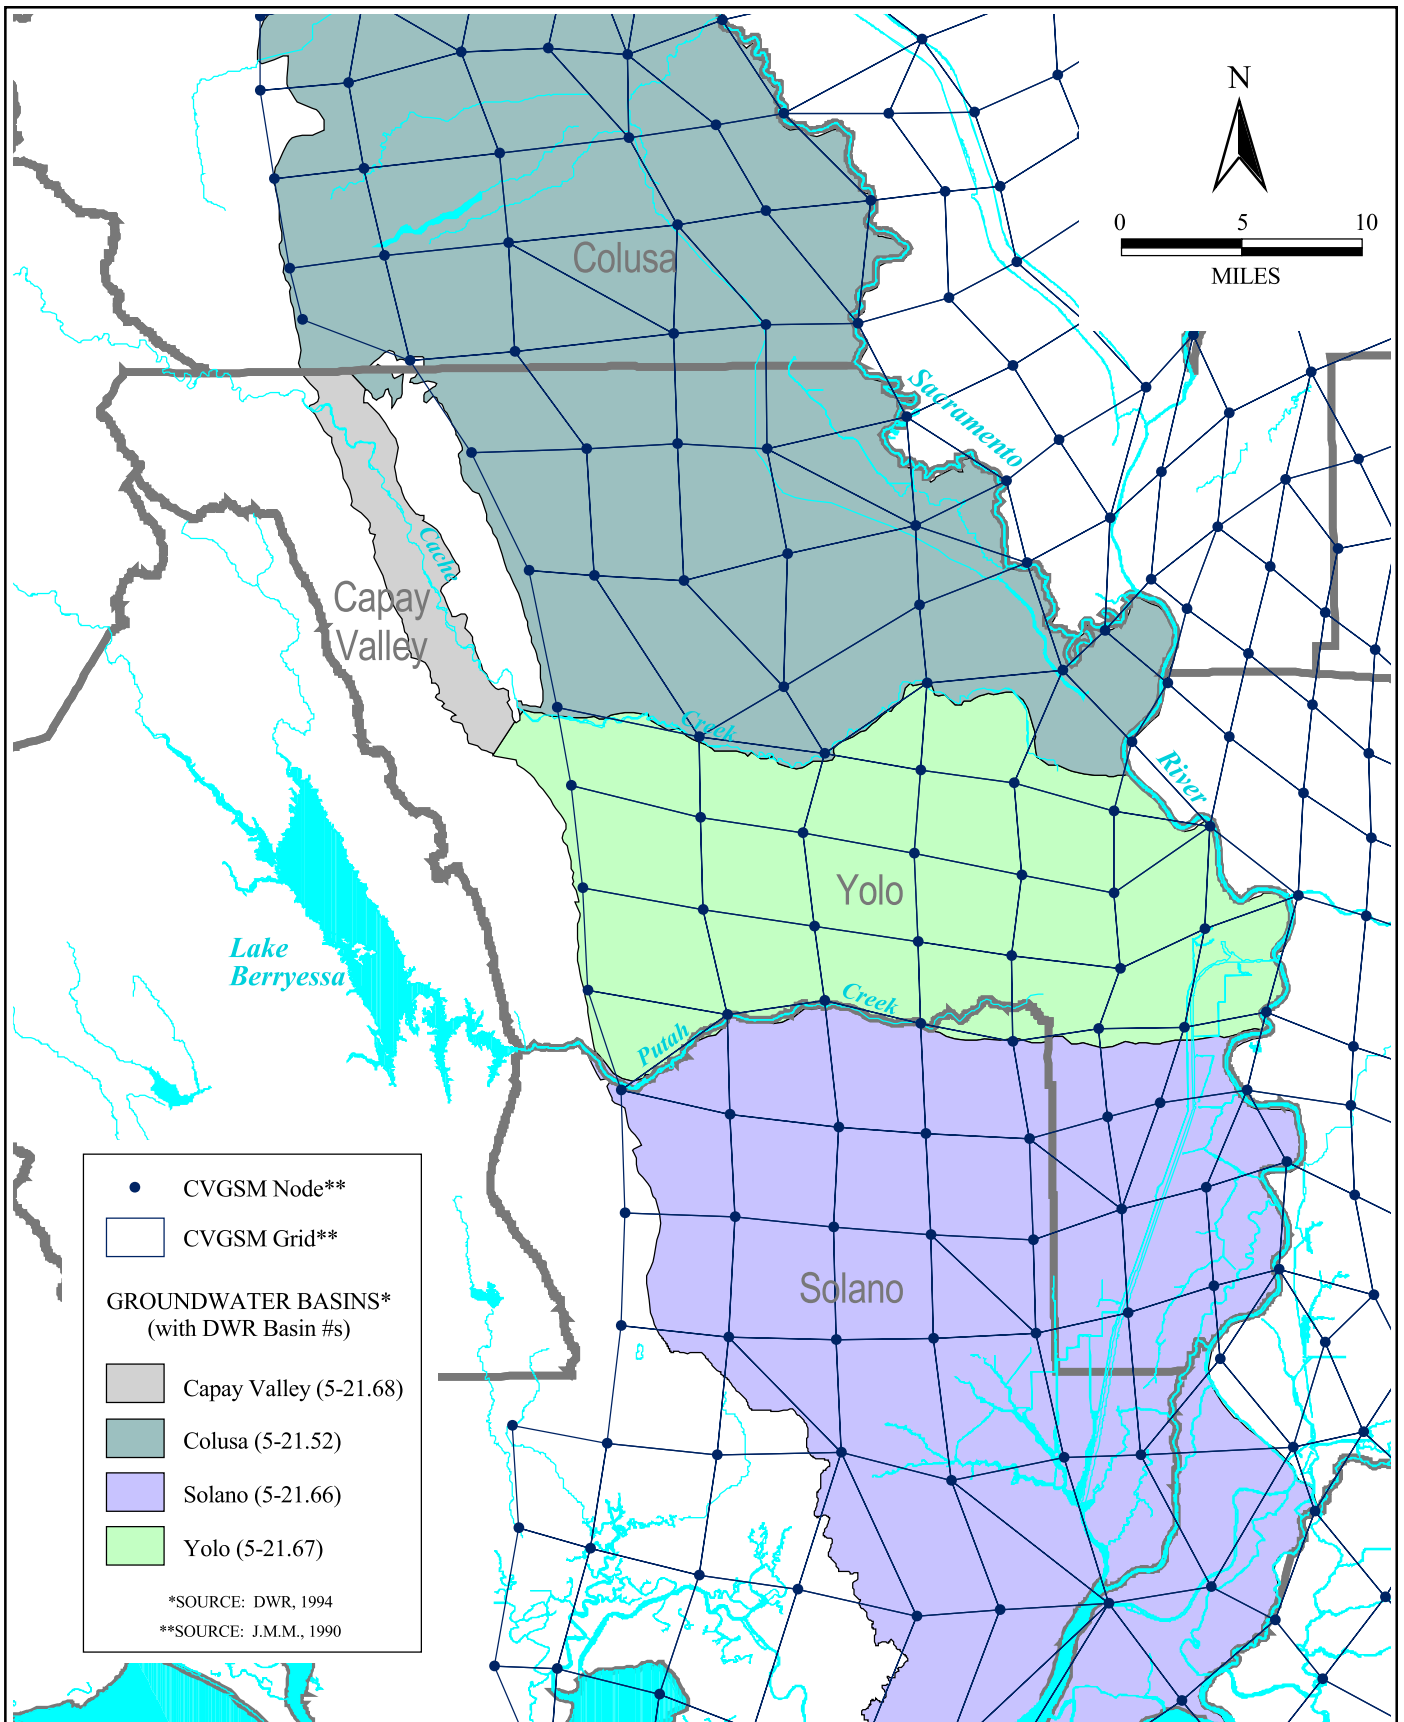 N
0 5 10
MILES
Colusa
Sacramento
Cache
Capay
Valley
Creek
River
Yolo
Lake
Berryessa
Creek
Putah
Solano
CVGSM Node**
CVGSM Grid**
GROUNDWATER BASINS*
(with DWR Basin #s)
Capay Valley (5-21.68)
Colusa (5-21.52)
Solano (5-21.66)
Yolo (5-21.67)
*SOURCE: DWR, 1994
**SOURCE: J.M.M., 1990